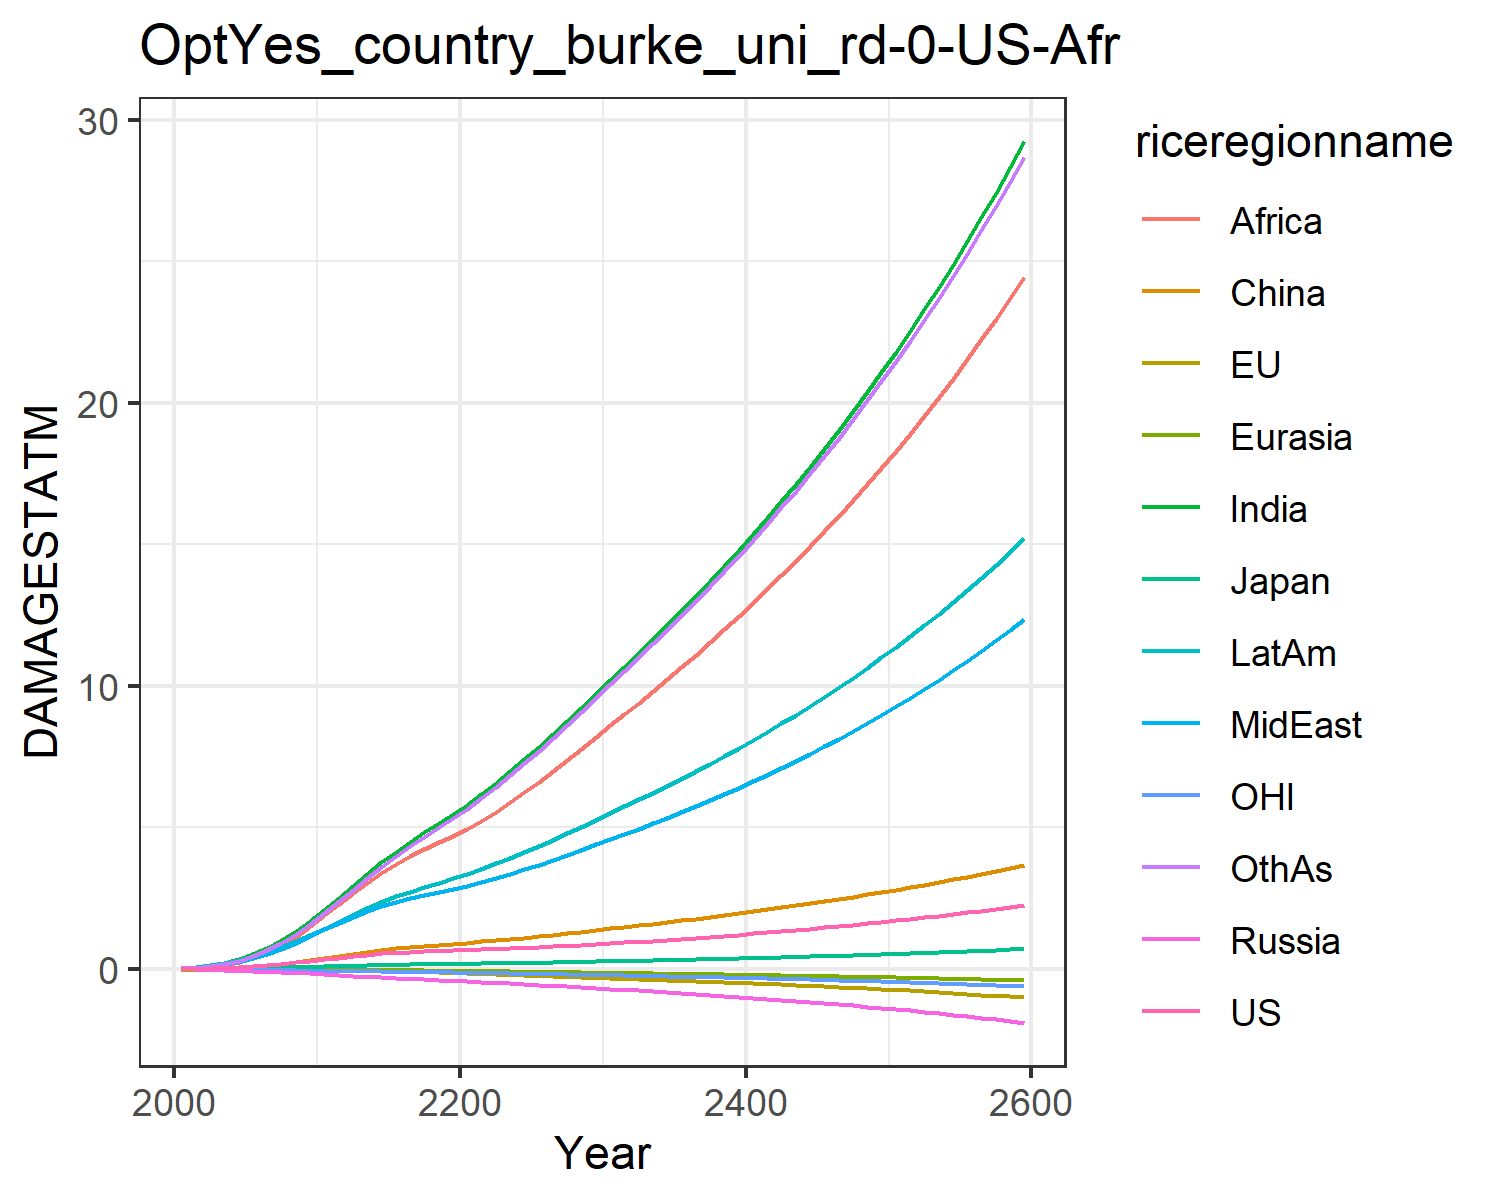 OptYes_country_burke_uni_rd-0-US-Afr
DAMAGESTATM
30
20
10
0
2000 2200 2400 2600
Year
riceregionname
Africa
China
EU
Eurasia
India
Japan
LatAm
MidEast
OHI
OthAs
Russia
US